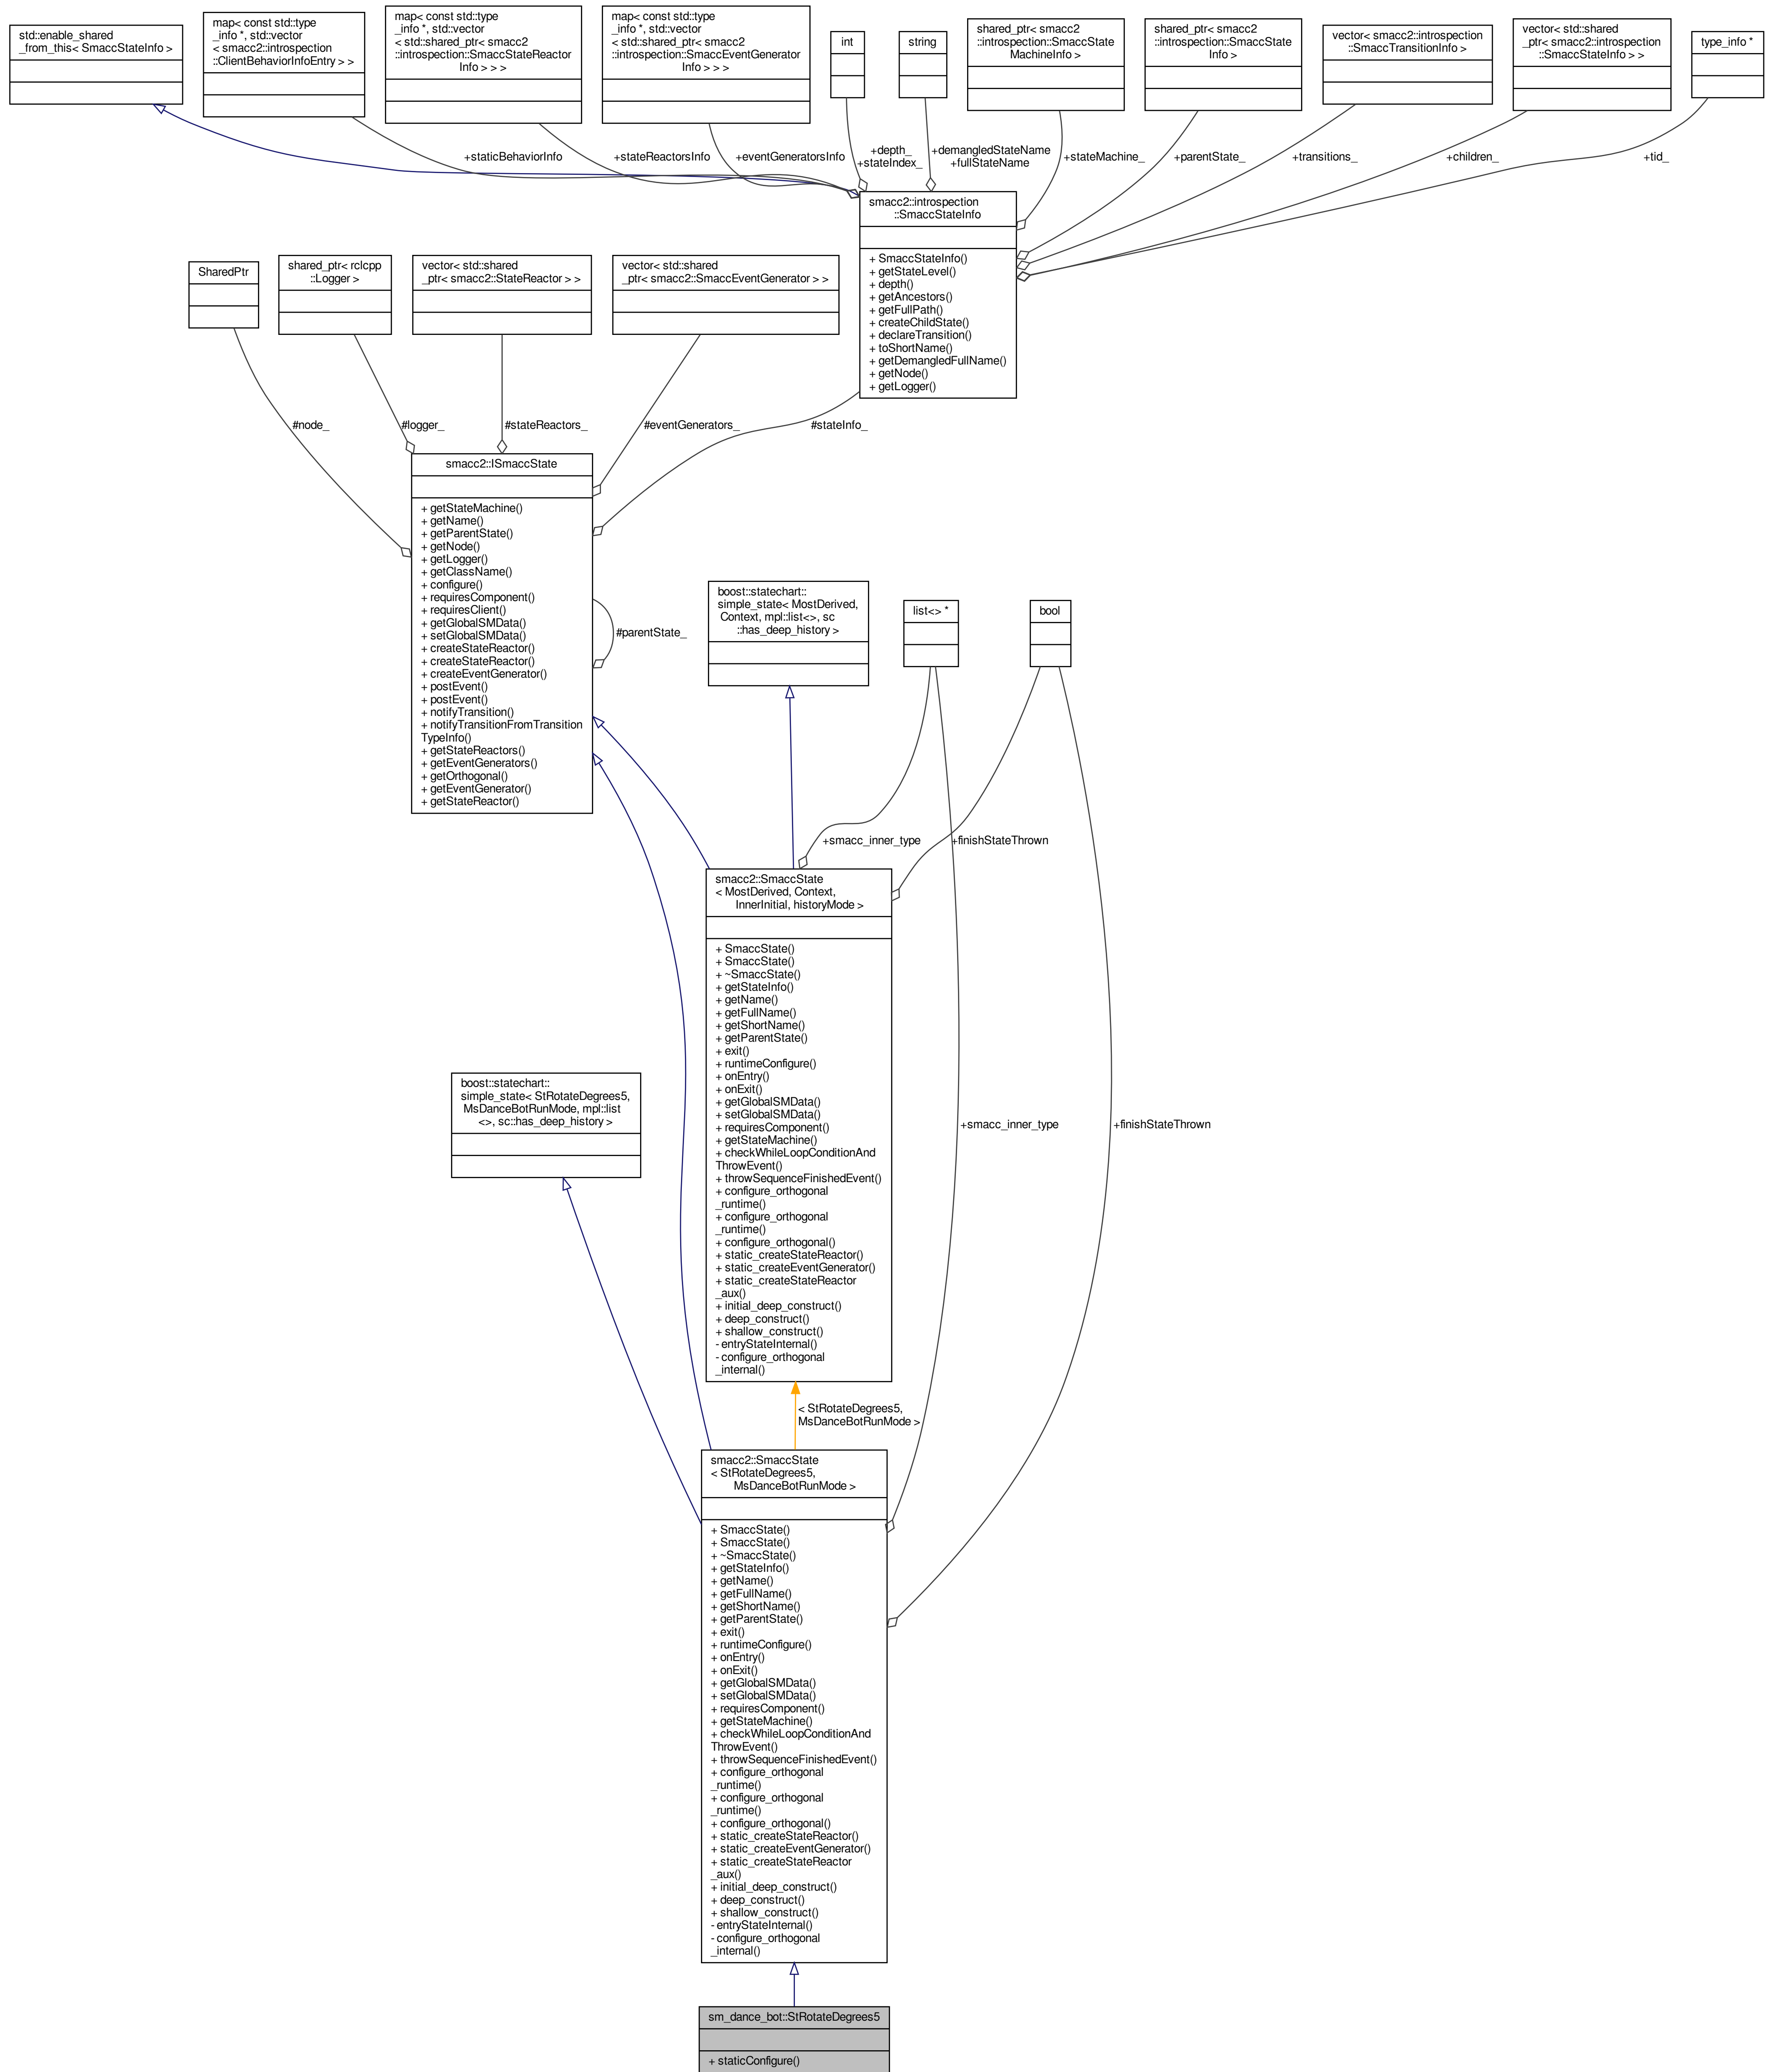 std::enable_shared
_from_this< SmaccStateInfo >
map< const std::type
_info *, std::vector
< smacc2::introspection
::ClientBehaviorInfoEntry > >
map< const std::type
_info *, std::vector
< std::shared_ptr< smacc2
::introspection::SmaccStateReactor
Info > > >
map< const std::type
_info *, std::vector
< std::shared_ptr< smacc2
::introspection::SmaccEventGenerator
Info > > >
int
string
shared_ptr< smacc2
::introspection::SmaccState
MachineInfo >
shared_ptr< smacc2
::introspection::SmaccState
Info >
vector< smacc2::introspection
::SmaccTransitionInfo >
vector< std::shared
_ptr< smacc2::introspection
::SmaccStateInfo > >
type_info *
+staticBehaviorInfo
+stateReactorsInfo
+eventGeneratorsInfo
+depth_
+stateIndex_
+demangledStateName
+fullStateName
+stateMachine_
+parentState_
+transitions_
+children_
+tid_
smacc2::introspection
::SmaccStateInfo
+ SmaccStateInfo()
+ getStateLevel()
+ depth()
+ getAncestors()
+ getFullPath()
+ createChildState()
+ declareTransition()
+ toShortName()
+ getDemangledFullName()
+ getNode()
+ getLogger()
SharedPtr
shared_ptr< rclcpp
::Logger >
vector< std::shared
_ptr< smacc2::StateReactor > >
vector< std::shared
_ptr< smacc2::SmaccEventGenerator > >
#node_
#logger_
#stateReactors_
#eventGenerators_
#stateInfo_
smacc2::ISmaccState
+ getStateMachine()
+ getName()
+ getParentState()
+ getNode()
+ getLogger()
+ getClassName()
+ configure()
+ requiresComponent()
+ requiresClient()
+ getGlobalSMData()
+ setGlobalSMData()
+ createStateReactor()
+ createStateReactor()
+ createEventGenerator()
+ postEvent()
+ postEvent()
+ notifyTransition()
+ notifyTransitionFromTransition
TypeInfo()
+ getStateReactors()
+ getEventGenerators()
+ getOrthogonal()
+ getEventGenerator()
+ getStateReactor()
#parentState_
boost::statechart::
simple_state< MostDerived,
Context, mpl::list<>, sc
::has_deep_history >
list<> *
bool
+smacc_inner_type
+finishStateThrown
smacc2::SmaccState
< MostDerived, Context,
InnerInitial, historyMode >
+ SmaccState()
+ SmaccState()
+ ~SmaccState()
+ getStateInfo()
+ getName()
+ getFullName()
+ getShortName()
+ getParentState()
+ exit()
+ runtimeConfigure()
+ onEntry()
+ onExit()
+ getGlobalSMData()
+ setGlobalSMData()
+ requiresComponent()
+ getStateMachine()
+ checkWhileLoopConditionAnd
ThrowEvent()
+ throwSequenceFinishedEvent()
+ configure_orthogonal
_runtime()
+ configure_orthogonal
_runtime()
+ configure_orthogonal()
+ static_createStateReactor()
+ static_createEventGenerator()
+ static_createStateReactor
_aux()
+ initial_deep_construct()
+ deep_construct()
+ shallow_construct()
- entryStateInternal()
- configure_orthogonal
_internal()
boost::statechart::
simple_state< StRotateDegrees5,
MsDanceBotRunMode, mpl::list
<>, sc::has_deep_history >
+smacc_inner_type
+finishStateThrown
< StRotateDegrees5,
MsDanceBotRunMode >
smacc2::SmaccState
< StRotateDegrees5,
MsDanceBotRunMode >
+ SmaccState()
+ SmaccState()
+ ~SmaccState()
+ getStateInfo()
+ getName()
+ getFullName()
+ getShortName()
+ getParentState()
+ exit()
+ runtimeConfigure()
+ onEntry()
+ onExit()
+ getGlobalSMData()
+ setGlobalSMData()
+ requiresComponent()
+ getStateMachine()
+ checkWhileLoopConditionAnd
ThrowEvent()
+ throwSequenceFinishedEvent()
+ configure_orthogonal
_runtime()
+ configure_orthogonal
_runtime()
+ configure_orthogonal()
+ static_createStateReactor()
+ static_createEventGenerator()
+ static_createStateReactor
_aux()
+ initial_deep_construct()
+ deep_construct()
+ shallow_construct()
- entryStateInternal()
- configure_orthogonal
_internal()
sm_dance_bot::StRotateDegrees5
+ staticConfigure()